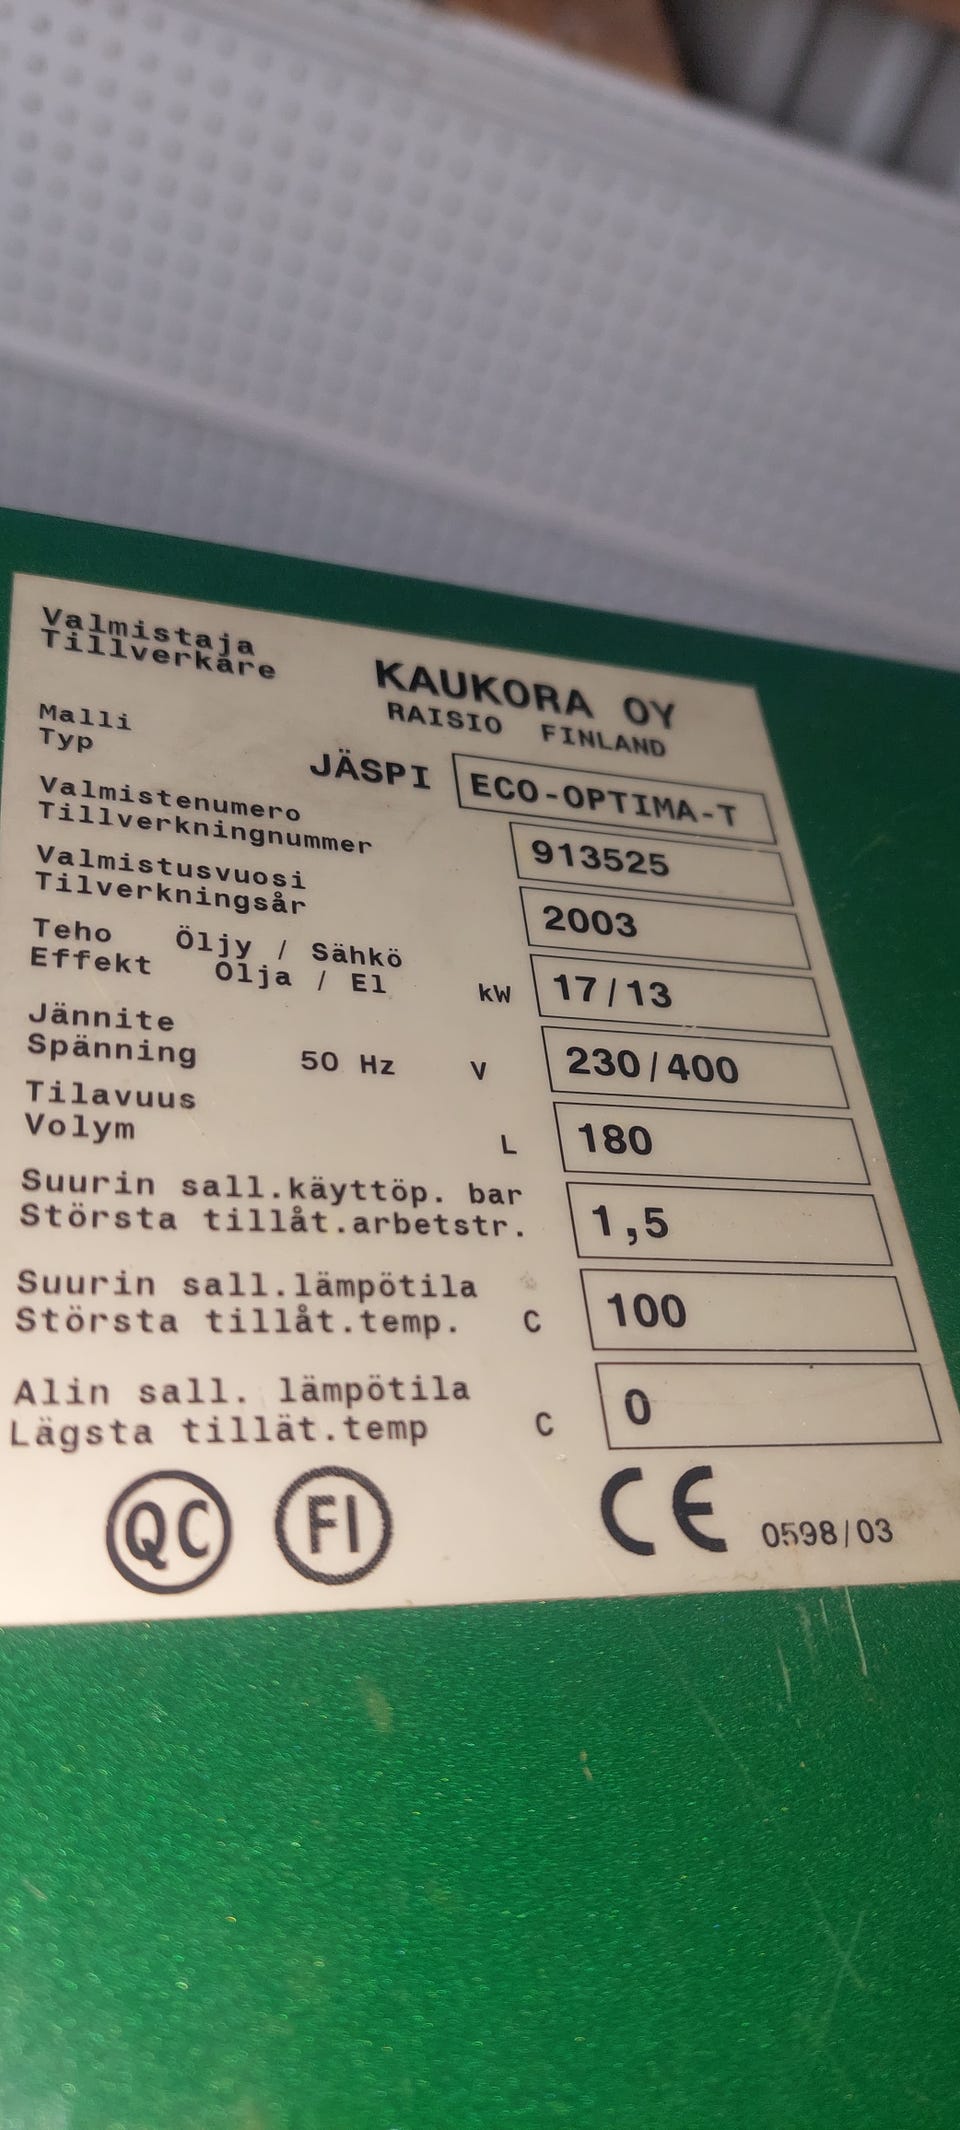 Valmistaja
Tillverkare
KAUKORA OY
RAISIO FINLAND
Malli
Typ
JÄSPI ECO-OPTIMA-T
Valmistenumero
Tillverkningnummer
913525
Valmistusvuosi
Tilverkningsår
2003
Teho Öljy / Sähkö
Effekt Olja / El kW 17/13
Jännite
Spänning 50 Hz V 230/400
Tilavuus
Volym L 180
Suurin sall.käyttöp. bar
Största tillåt.arbetstr. 1,5
Suurin sall.lämpötila
Största tillåt.temp. C 100
Alin sall. lämpötila
Lägsta tillät.temp C 0
QC FI CE 0598/03